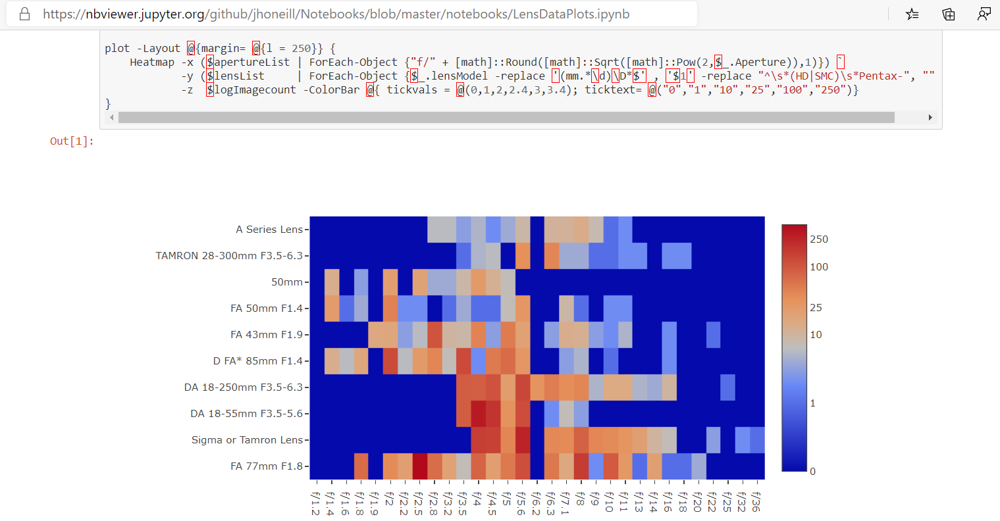 https://nbviewer.jupyter.org/github/jhoneill/Notebooks/blob/master/notebooks/LensDataPlots.ipynb
plot -Layout @{margin= @{l = 250}} {
Heatmap -x ($apertureList | ForEach-Object {"f/" + [math]::Round([math]::Sqrt([math]::Pow(2,$_.Aperture)),1)}) `
-y ($lensList | ForEach-Object {$_.lensModel -replace '(mm.*\d)\D*$' , '$1' -replace "^\s*(HD|SMC)\s*Pentax-", ""
-z $logImagecount -ColorBar @{ tickvals = @(0,1,2,2.4,3,3.4); ticktext= @("0","1","10","25","100","250")}
}
Out[1]:
A Series Lens
TAMRON 28-300mm F3.5-6.3
50mm
FA 50mm F1.4
FA 43mm F1.9
D FA* 85mm F1.4
DA 18-250mm F3.5-6.3
DA 18-55mm F3.5-5.6
Sigma or Tamron Lens
FA 77mm F1.8
f/1.2
f/1.4
f/1.6
f/1.8
f/1.9
f/2
f/2.2
f/2.5
f/2.8
f/3.2
f/3.5
f/4
f/4.5
f/5
f/5.6
f/6.2
f/6.3
f/7.1
f/8
f/9
f/10
f/11
f/13
f/14
f/16
f/18
f/20
f/22
f/25
f/32
f/36
250
100
25
10
1
0